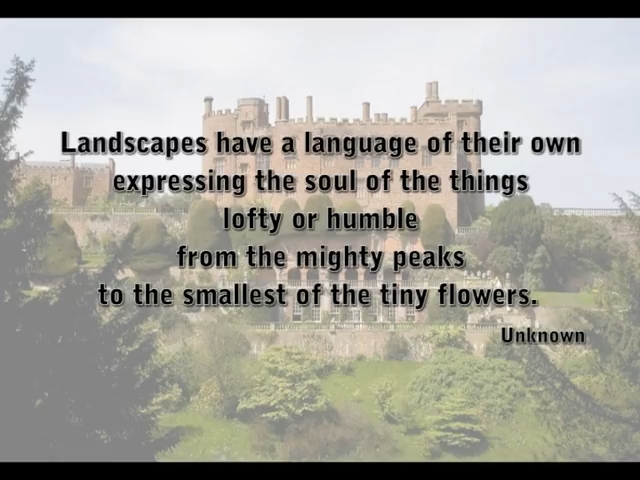 Landscapes have a language of their own
expressing the soul of the things
lofty or humble
from the mighty peaks
to the smallest of the tiny flowers.
Unknown